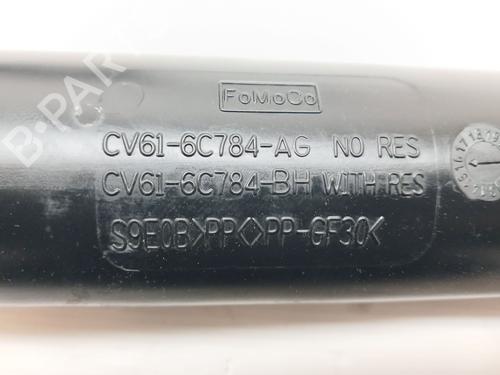 FoMoCo
CV61-6C784-AG NO RES
CV61-6C784-BH WITH RES
S9E0B>PP<>PP-GF30<
B-PARTS